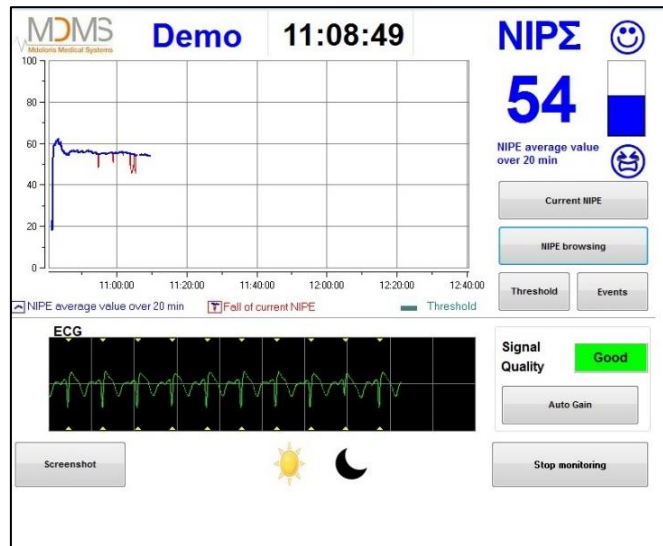 MDMS
Mdoloris Medical Systems
Demo
11:08:49
NIPΣ
54
NIPE average value
over 20 min
100
80
60
40
20
0
11:00:00 11:20:00 11:40:00 12:00:00 12:20:00 12:40:00
NIPE average value over 20 min Fall of current NIPE Threshold
Current NIPE
NIPE browsing
Threshold Events
ECG
Signal
Quality
Good
Auto Gain
Screenshot
Stop monitoring